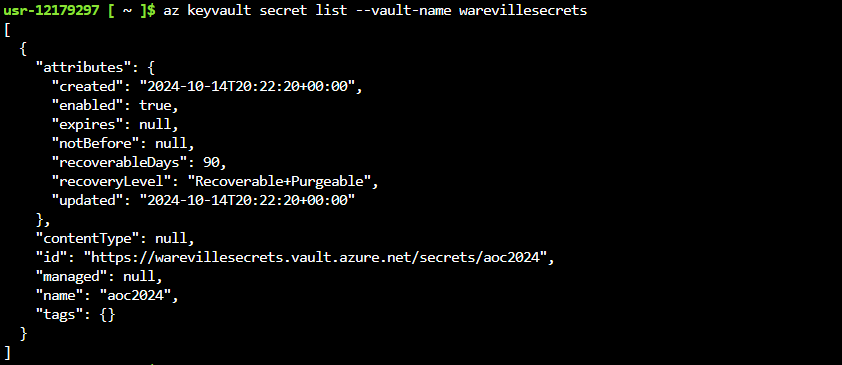 usr-12179297 [ ~ ]$ az keyvault secret list --vault-name warevillesecrets
[
  {
    "attributes": {
      "created": "2024-10-14T20:22:20+00:00",
      "enabled": true,
      "expires": null,
      "notBefore": null,
      "recoverableDays": 90,
      "recoveryLevel": "Recoverable+Purgeable",
      "updated": "2024-10-14T20:22:20+00:00"
    },
    "contentType": null,
    "id": "https://warevillesecrets.vault.azure.net/secrets/aoc2024",
    "managed": null,
    "name": "aoc2024",
    "tags": {}
  }
]